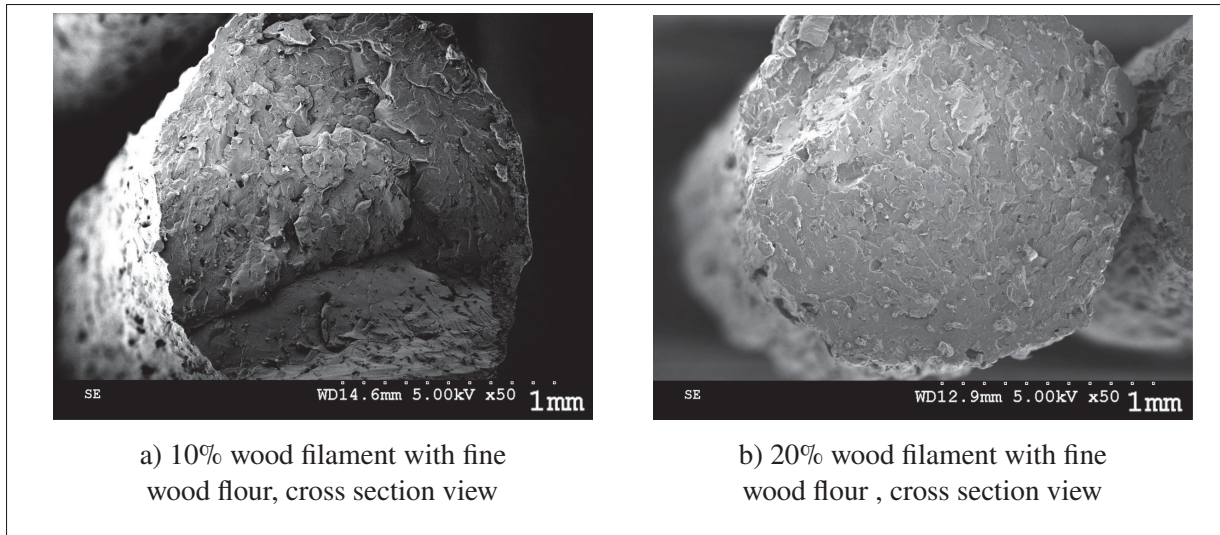 SE WD14.6mm 5.00kV x50 1mm
SE WD12.9mm 5.00kV x50 1mm
a) 10% wood filament with fine
wood flour, cross section view
b) 20% wood filament with fine
wood flour , cross section view